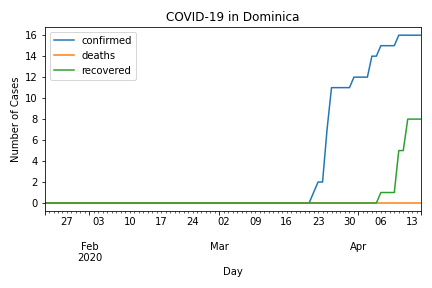 COVID-19 in Dominica
confirmed
deaths
recovered
Number of Cases
16
14
12
10
8
6
4
2
0
27 03 10 17 24 02 09 16 23 30 06 13
Feb Mar Apr
2020
Day